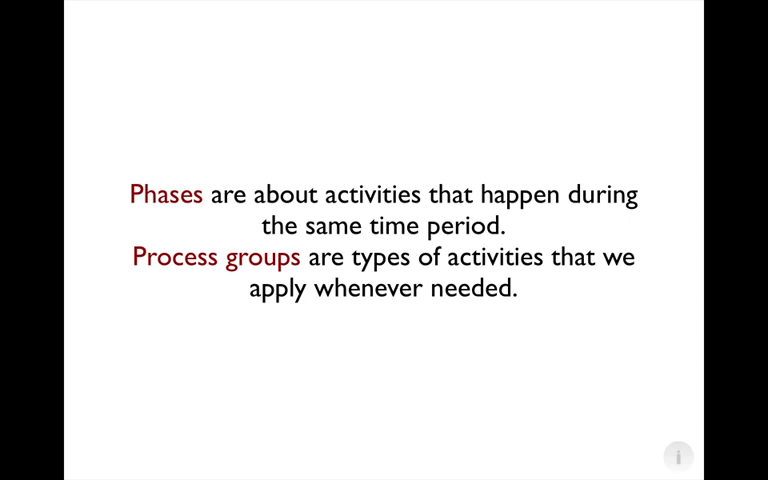 Phases are about activities that happen during
the same time period.
Process groups are types of activities that we
apply whenever needed.
i